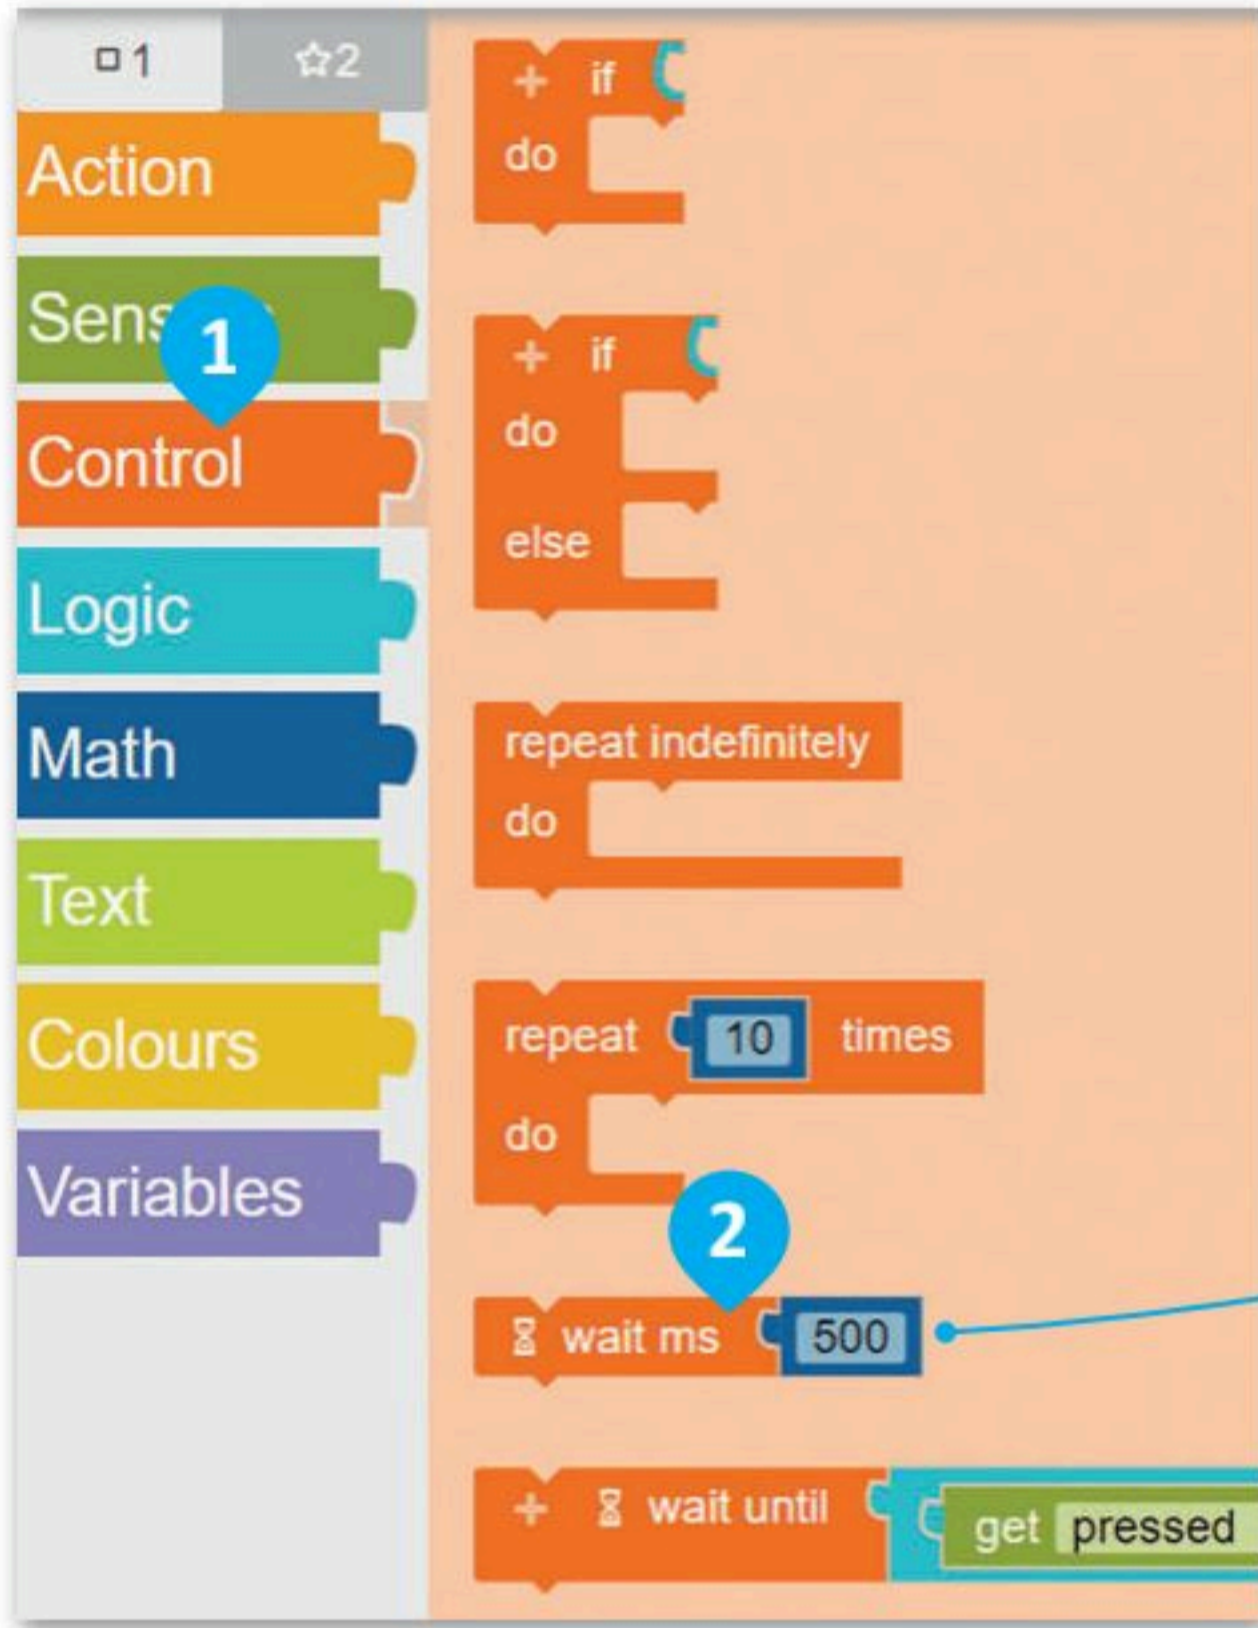 1
2
Action
Sens
1
Control
Logic
Math
Text
Colours
Variables
+ if
do
+ if
do
else
repeat indefinitely
do
repeat 10 times
do
2
wait ms 500
+ wait until get pressed